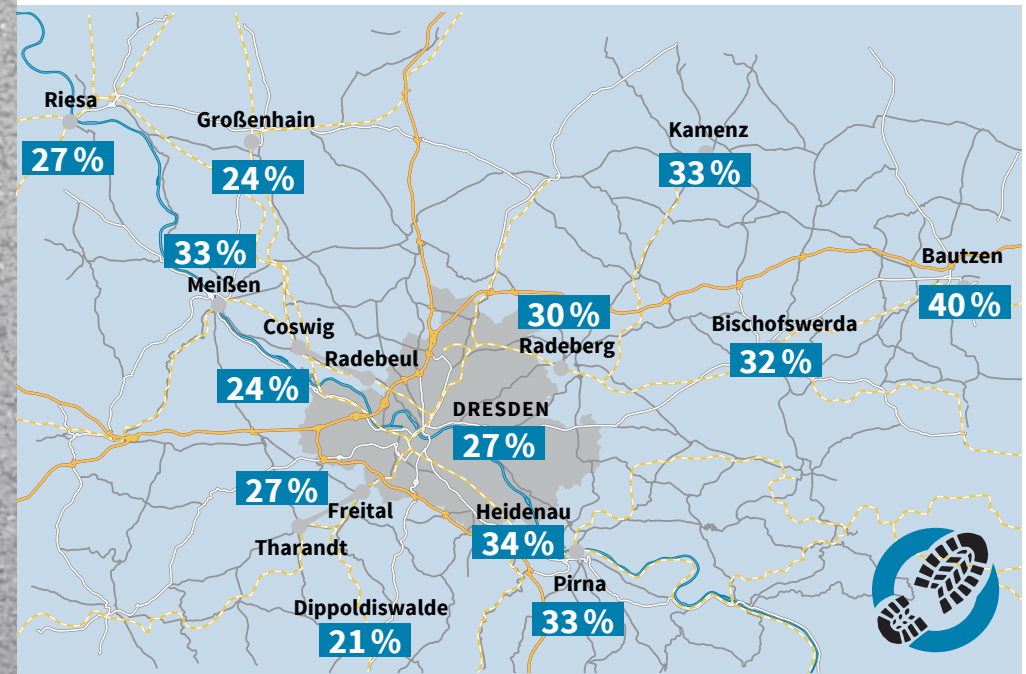 Riesa
27 %
Großenhain
24 %
Kamenz
33 %
33 %
Meißen
Bautzen
40 %
30 %
Radeberg
Bischofswerda
32 %
Coswig
Radebeul
24 %
DRESDEN
27 %
27 %
Freital
Tharandt
Heidenau
34 %
Pirna
33 %
Dippoldiswalde
21 %